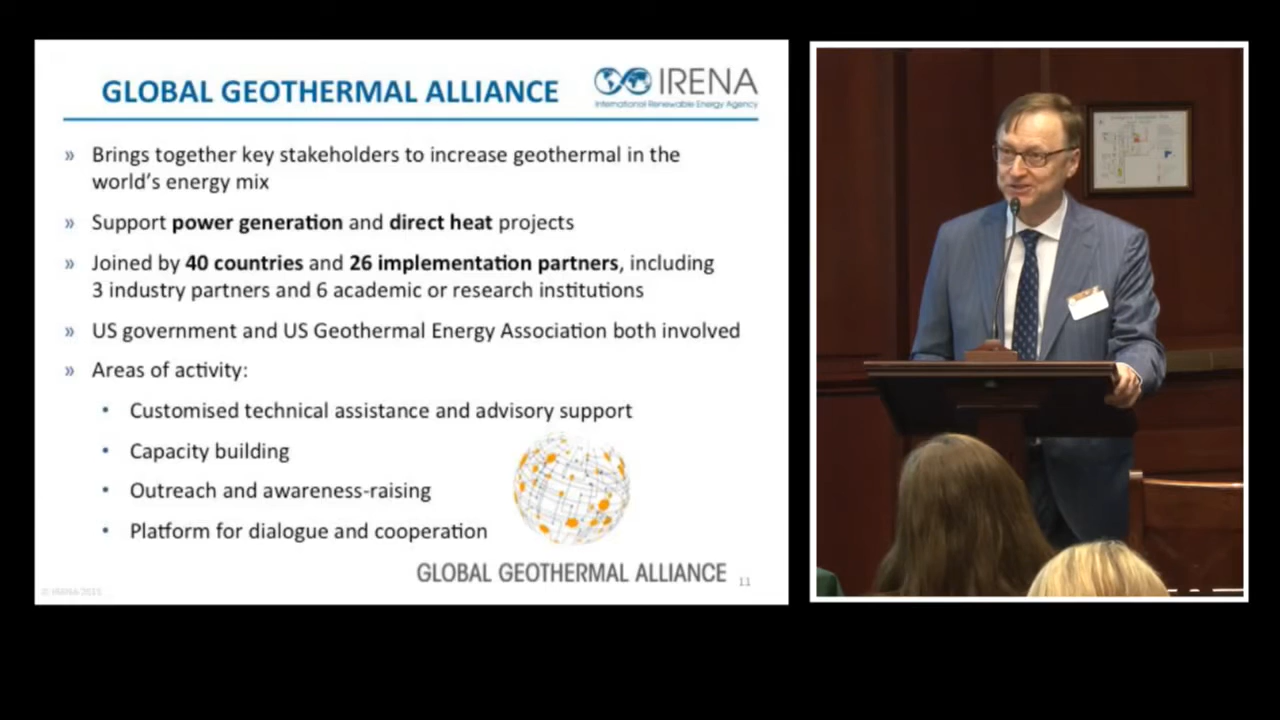 GLOBAL GEOTHERMAL ALLIANCE
IRENA
International Renewable Energy Agency
» Brings together key stakeholders to increase geothermal in the
world's energy mix
» Support power generation and direct heat projects
» Joined by 40 countries and 26 implementation partners, including
3 industry partners and 6 academic or research institutions
» US government and US Geothermal Energy Association both involved
» Areas of activity:
• Customised technical assistance and advisory support
• Capacity building
• Outreach and awareness-raising
• Platform for dialogue and cooperation
GLOBAL GEOTHERMAL ALLIANCE
11